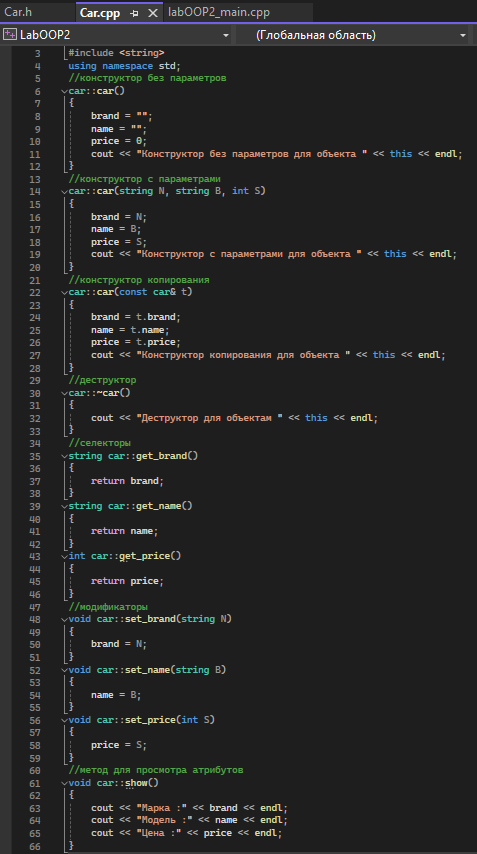 Car.h Car.cpp labOOP2_main.cpp
LabOOP2 (Глобальная область)
3 #include <string>
4 using namespace std;
5 //конструктор без параметров
6 car::car()
7 {
8 brand = "";
9 name = "";
10 price = 0;
11 cout << "Конструктор без параметров для объекта " << this << endl;
12 }
13 //конструктор с параметрами
14 car::car(string N, string B, int S)
15 {
16 brand = N;
17 name = B;
18 price = S;
19 cout << "Конструктор с параметрами для объекта " << this << endl;
20 }
21 //конструктор копирования
22 car::car(const car& t)
23 {
24 brand = t.brand;
25 name = t.name;
26 price = t.price;
27 cout << "Конструктор копирования для объекта " << this << endl;
28 }
29 //деструктор
30 car::~car()
31 {
32 cout << "Деструктор для объектам " << this << endl;
33 }
34 //селекторы
35 string car::get_brand()
36 {
37 return brand;
38 }
39 string car::get_name()
40 {
41 return name;
42 }
43 int car::get_price()
44 {
45 return price;
46 }
47 //модификаторы
48 void car::set_brand(string N)
49 {
50 brand = N;
51 }
52 void car::set_name(string B)
53 {
54 name = B;
55 }
56 void car::set_price(int S)
57 {
58 price = S;
59 }
60 //метод для просмотра атрибутов
61 void car::show()
62 {
63 cout << "Марка :" << brand << endl;
64 cout << "Модель :" << name << endl;
65 cout << "Цена :" << price << endl;
66 }